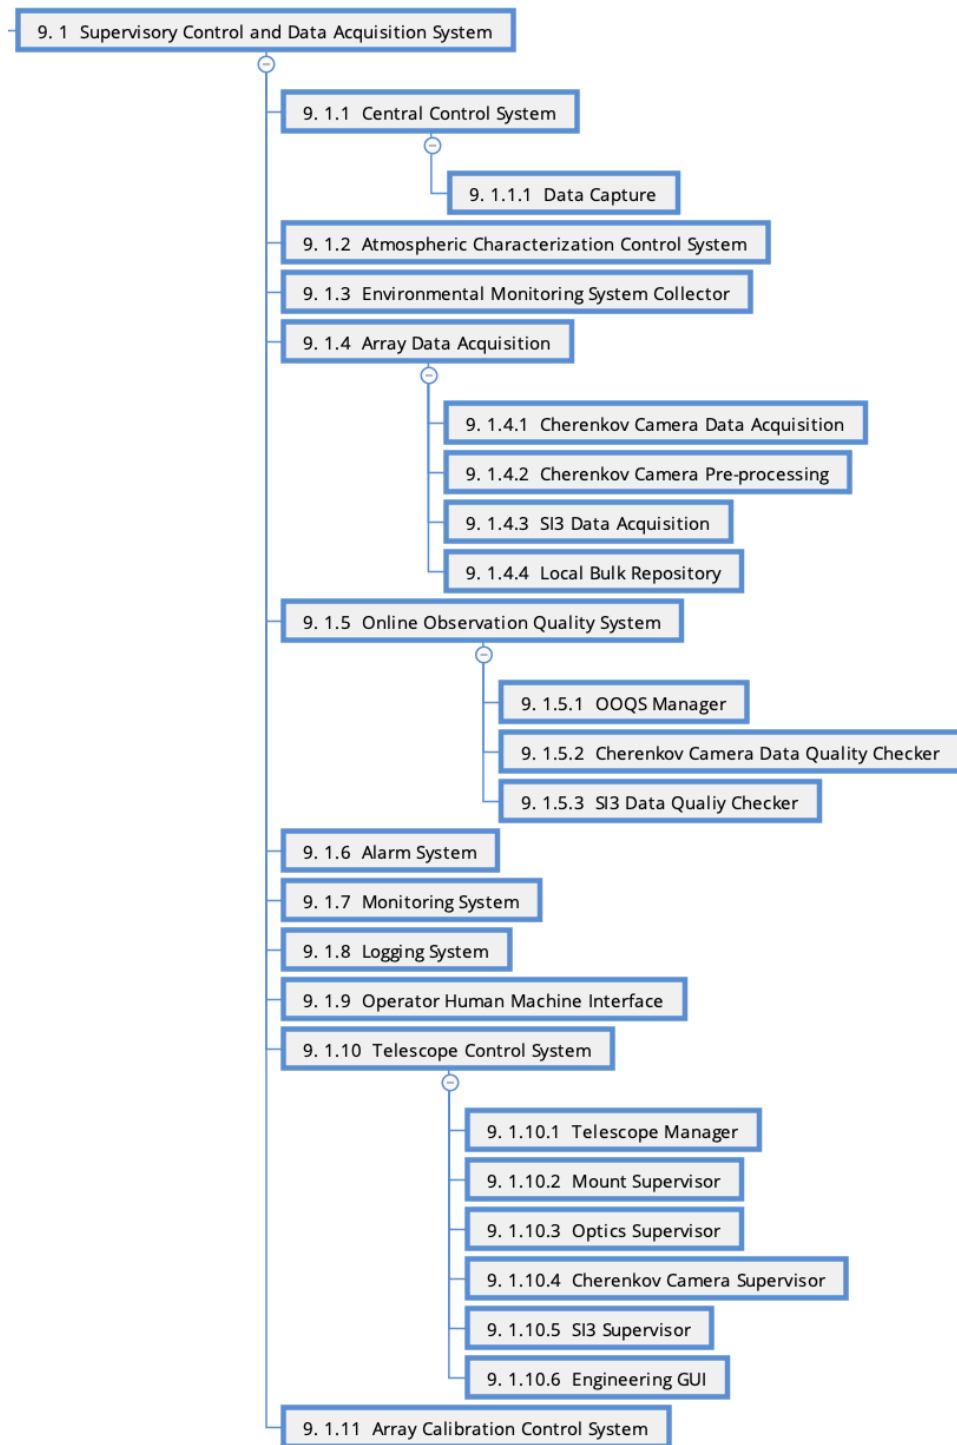 9. 1 Supervisory Control and Data Acquisition System
9. 1.1 Central Control System
9. 1.1.1 Data Capture
9. 1.2 Atmospheric Characterization Control System
9. 1.3 Environmental Monitoring System Collector
9. 1.4 Array Data Acquisition
9. 1.4.1 Cherenkov Camera Data Acquisition
9. 1.4.2 Cherenkov Camera Pre-processing
9. 1.4.3 SI3 Data Acquisition
9. 1.4.4 Local Bulk Repository
9. 1.5 Online Observation Quality System
9. 1.5.1 OOQS Manager
9. 1.5.2 Cherenkov Camera Data Quality Checker
9. 1.5.3 SI3 Data Qualiy Checker
9. 1.6 Alarm System
9. 1.7 Monitoring System
9. 1.8 Logging System
9. 1.9 Operator Human Machine Interface
9. 1.10 Telescope Control System
9. 1.10.1 Telescope Manager
9. 1.10.2 Mount Supervisor
9. 1.10.3 Optics Supervisor
9. 1.10.4 Cherenkov Camera Supervisor
9. 1.10.5 SI3 Supervisor
9. 1.10.6 Engineering GUI
9. 1.11 Array Calibration Control System